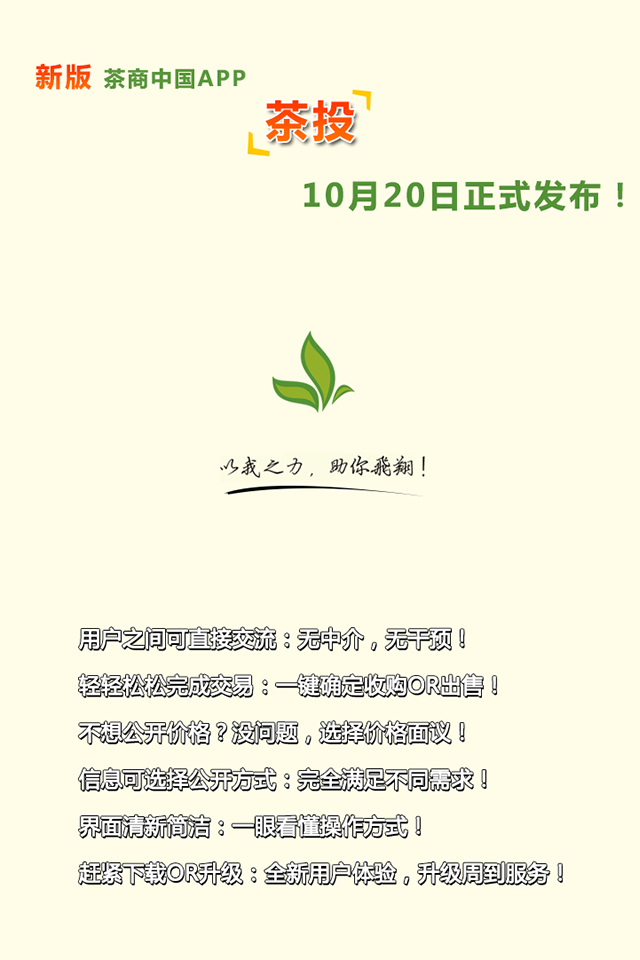 新版 茶商中国APP
茶投
10月20日正式发布！
以我之力，助你飛翔！
用户之间可直接交流：无中介，无干预！
轻轻松松完成交易：一键确定收购OR出售！
不想公开价格？没问题，选择价格面议！
信息可选择公开方式：完全满足不同需求！
界面清新简洁：一眼看懂操作方式！
赶紧下载OR升级：全新用户体验，升级周到服务！